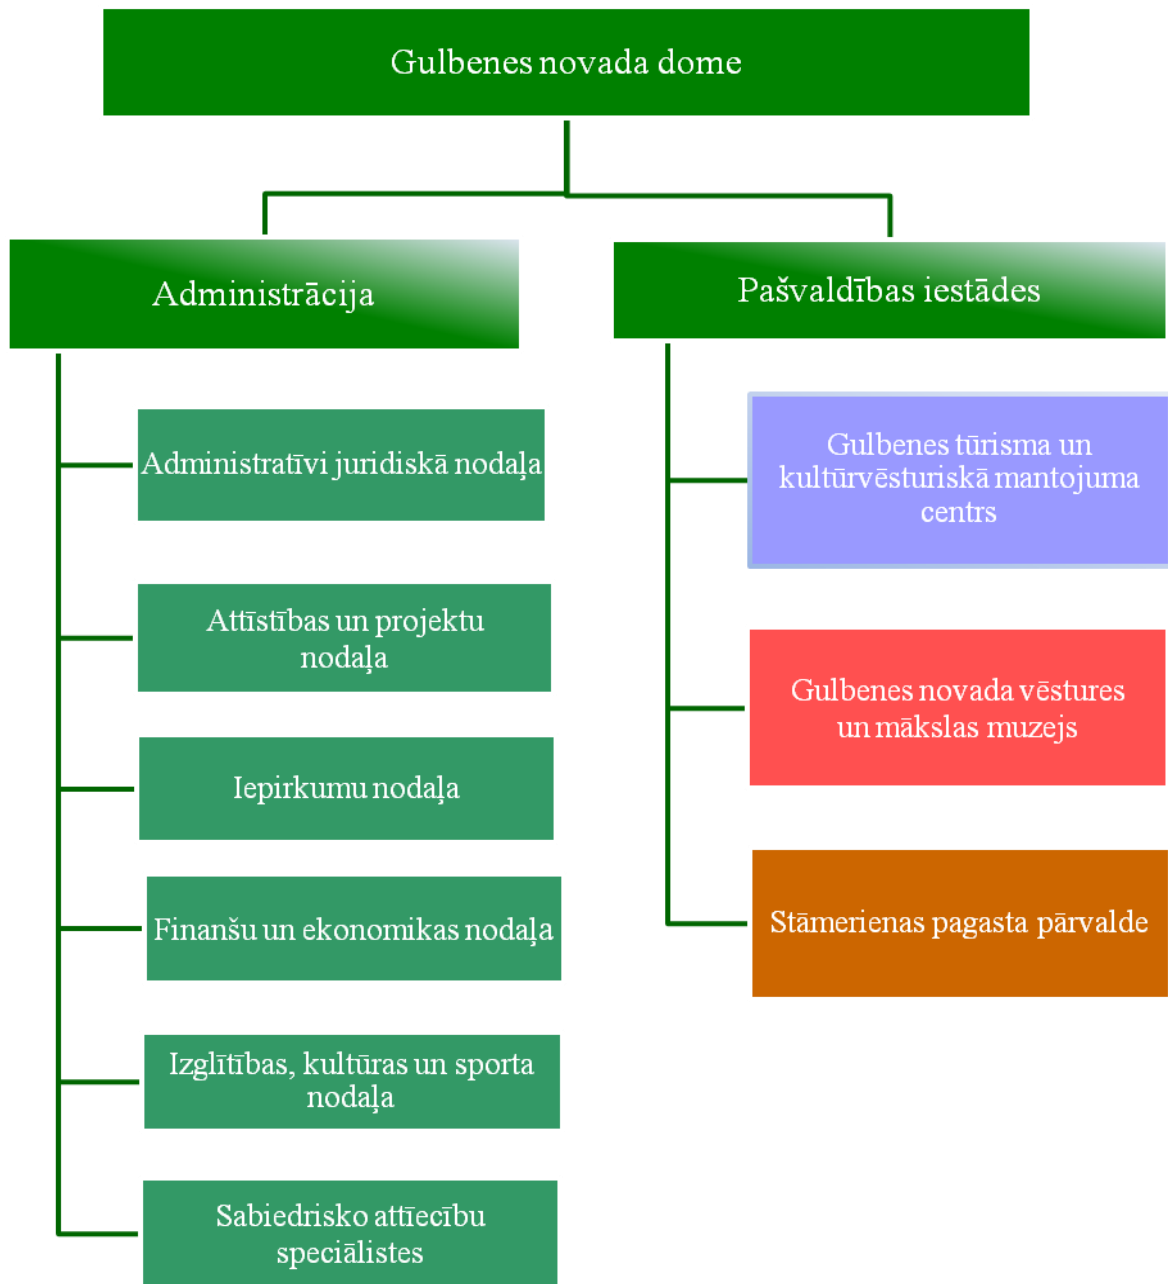 Gulbenes novada dome
Administrācija
Administratīvi juridiskā nodaļa
Attīstības un projektu
nodaļa
Iepirkumu nodaļa
Finanšu un ekonomikas nodaļa
Izglītības, kultūras un sporta
nodaļa
Sabiedrisko attiecību
speciālistes
Pašvaldības iestādes
Gulbenes tūrisma un
kultūrvēsturiskā mantojuma
centrs
Gulbenes novada vēstures
un mākslas muzejs
Stāmerienas pagasta pārvalde